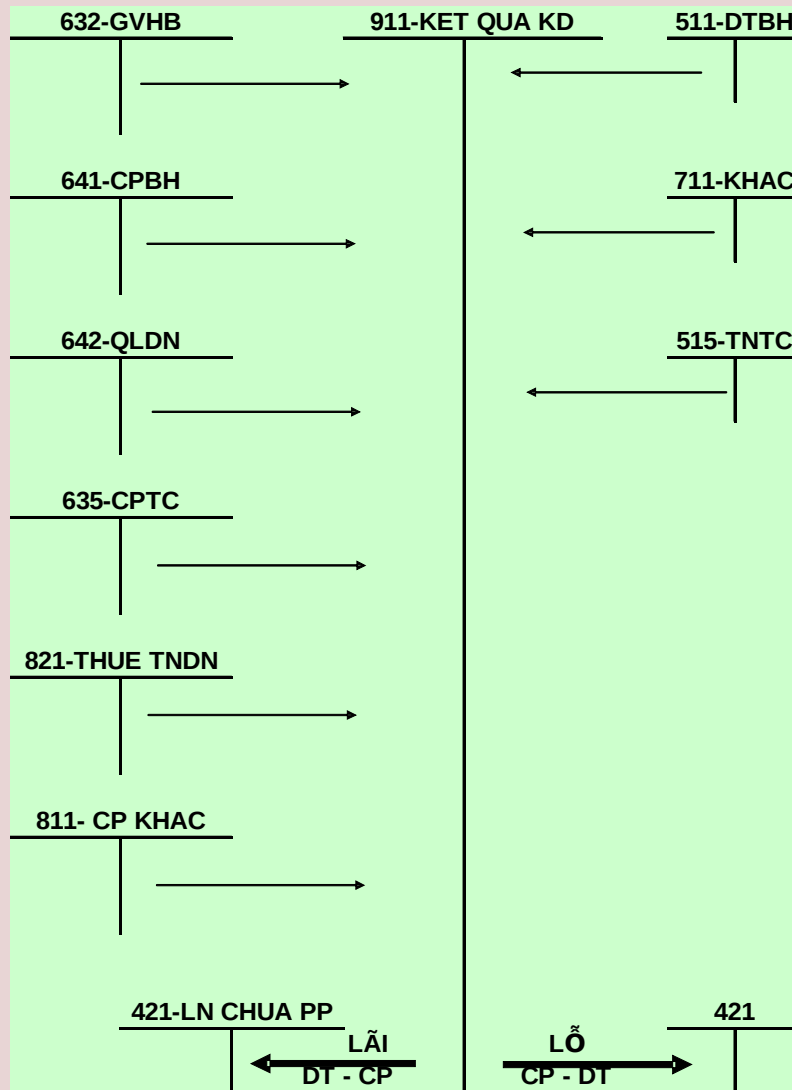 632-GVHB 911-KET QUA KD 511-DTBH
641-CPBH 711-KHAC
642-QLDN 515-TNTC
635-CPTC
821-THUE TNDN
811- CP KHAC
421-LN CHUA PP 421
LÃI LỖ
DT - CP CP - DT